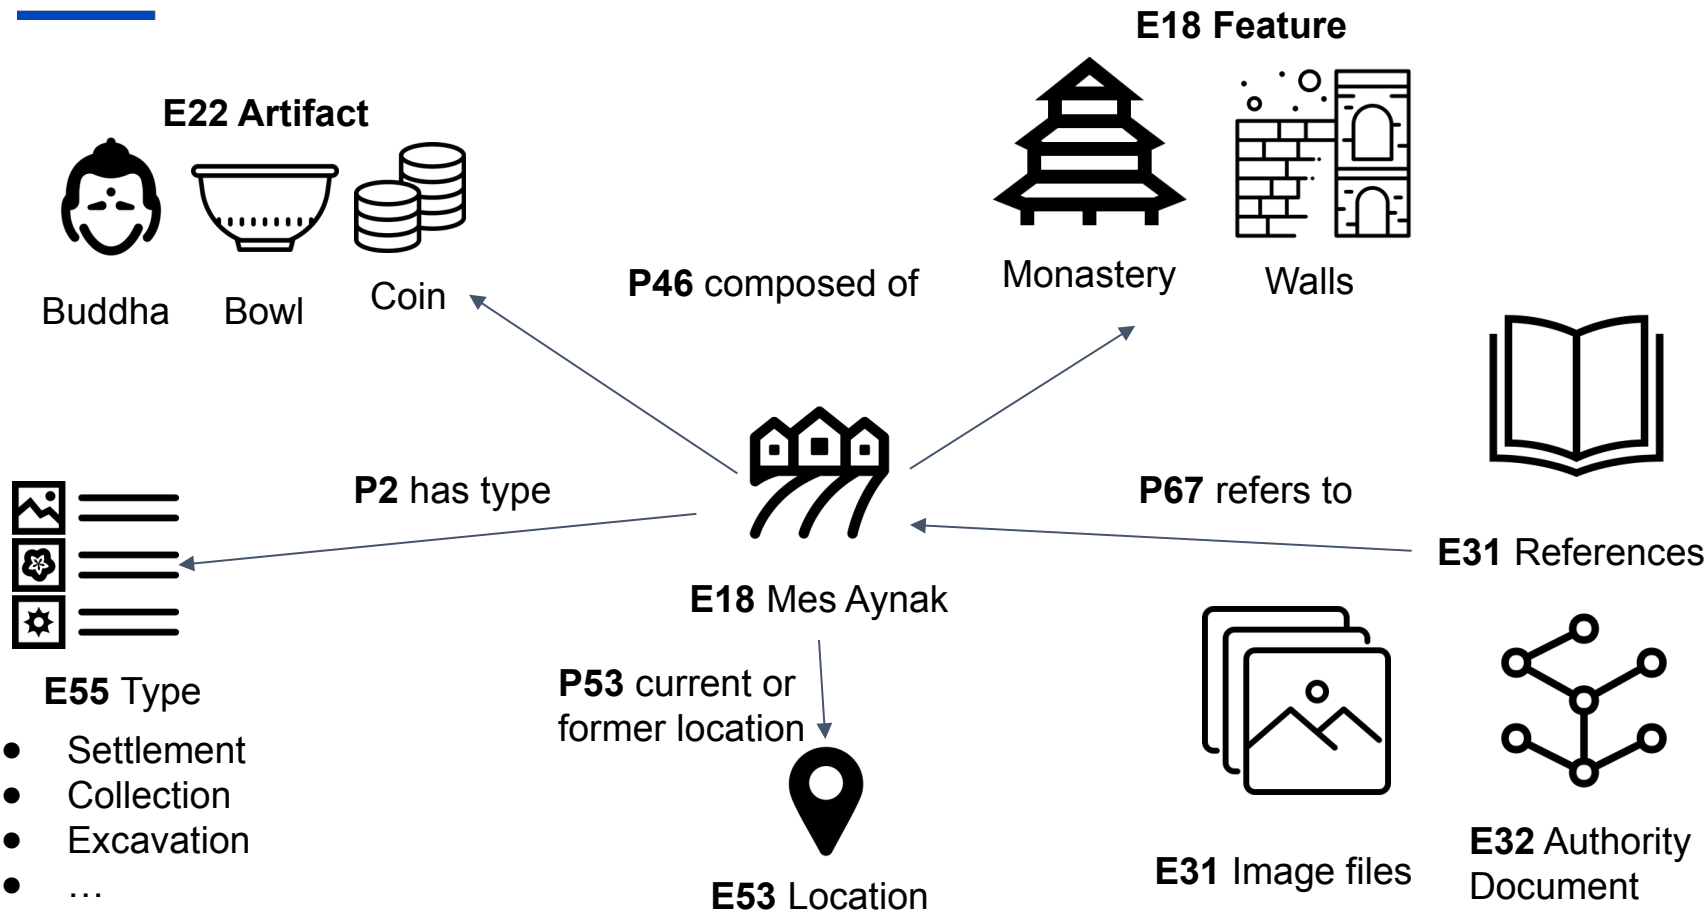 E18 Feature
E22 Artifact
Buddha
Bowl
Coin
P46 composed of
Monastery
Walls
P2 has type
P67 refers to
E31 References
E18 Mes Aynak
E55 Type
● Settlement
● Collection
● Excavation
● …
P53 current or
former location
E53 Location
E31 Image files
E32 Authority
Document